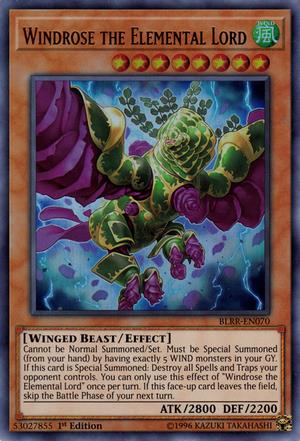 Windrose the Elemental Lord
WIND
風
BLRR-EN070
[Winged Beast/Effect]
Cannot be Normal Summoned/Set. Must be Special Summoned
(from your hand) by having exactly 5 WIND monsters in your GY.
If this card is Special Summoned: Destroy all Spells and Traps your
opponent controls. You can only use this effect of "Windrose the
Elemental Lord" once per turn. If this face-up card leaves the field,
skip the Battle Phase of your next turn.
ATK/2800 DEF/2200
53027855 1st Edition ©1996 KAZUKI TAKAHASHI